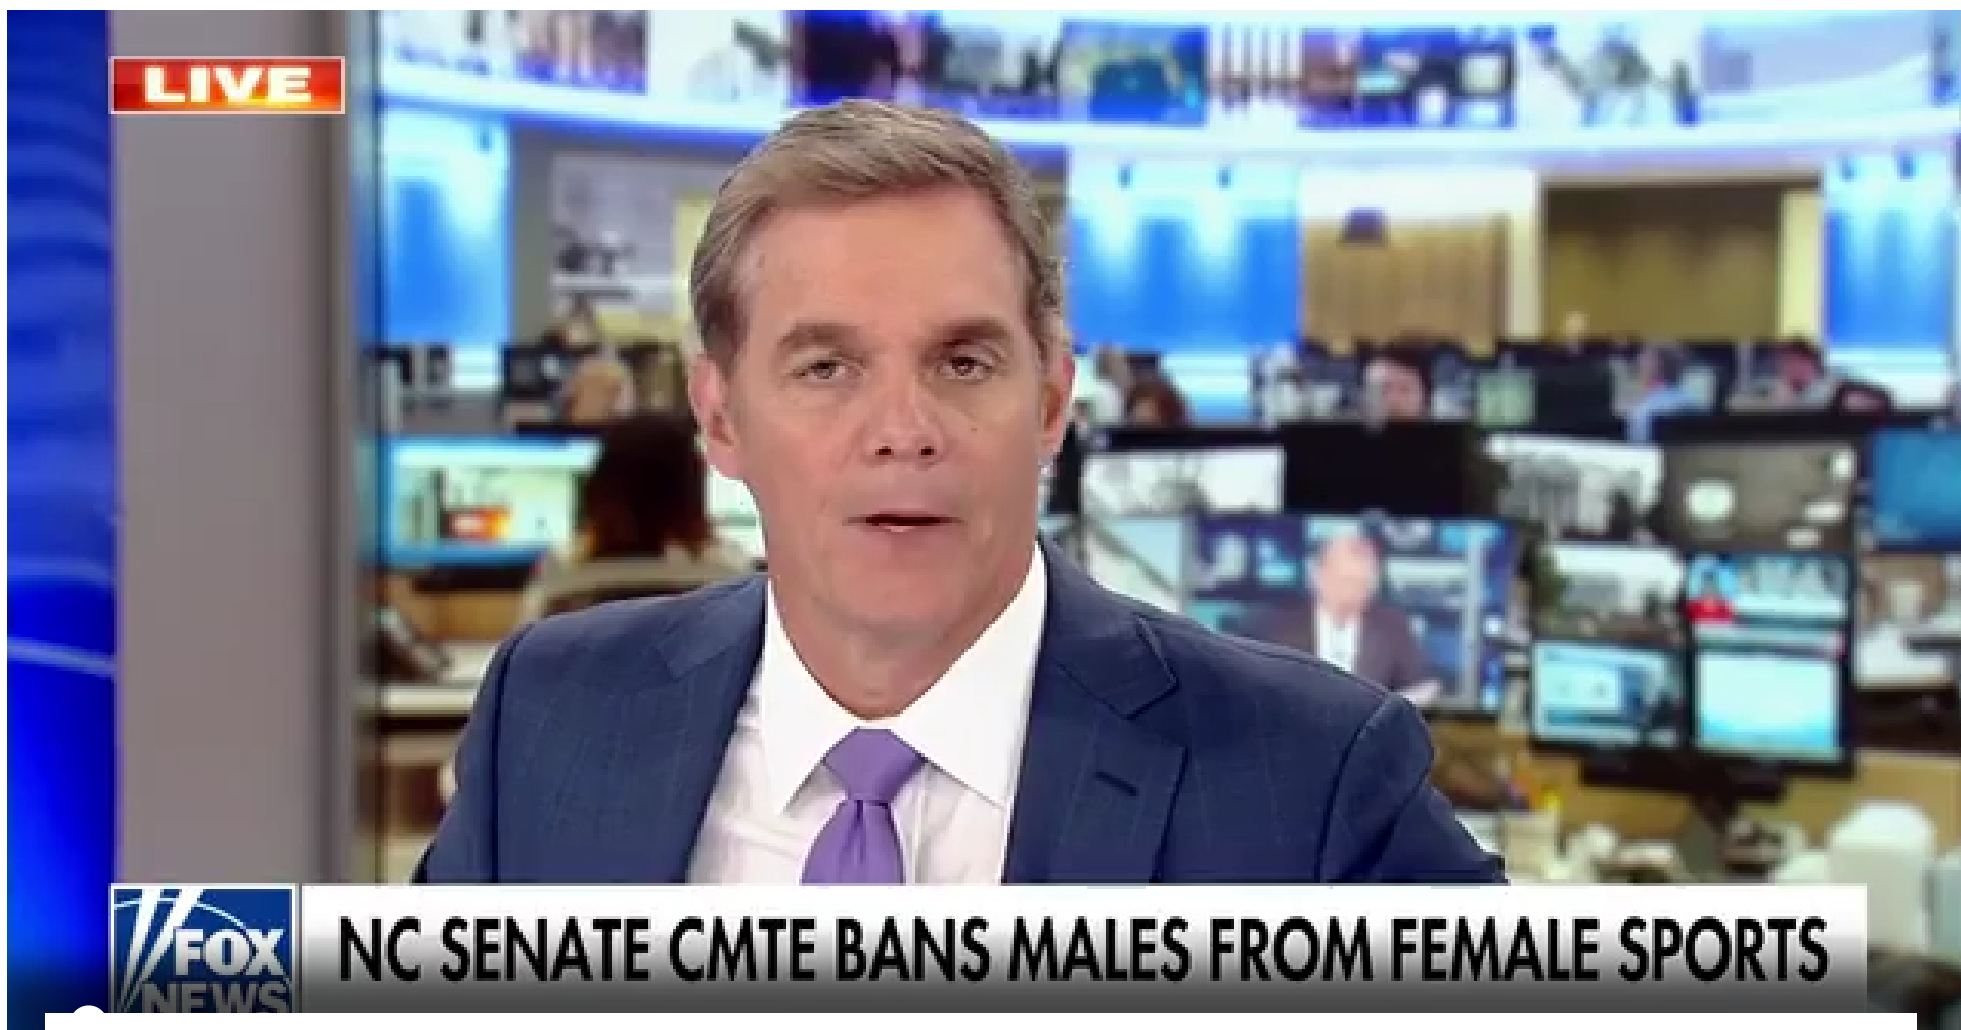 LIVE
FOX
NEWS
NC SENATE CMTE BANS MALES FROM FEMALE SPORTS